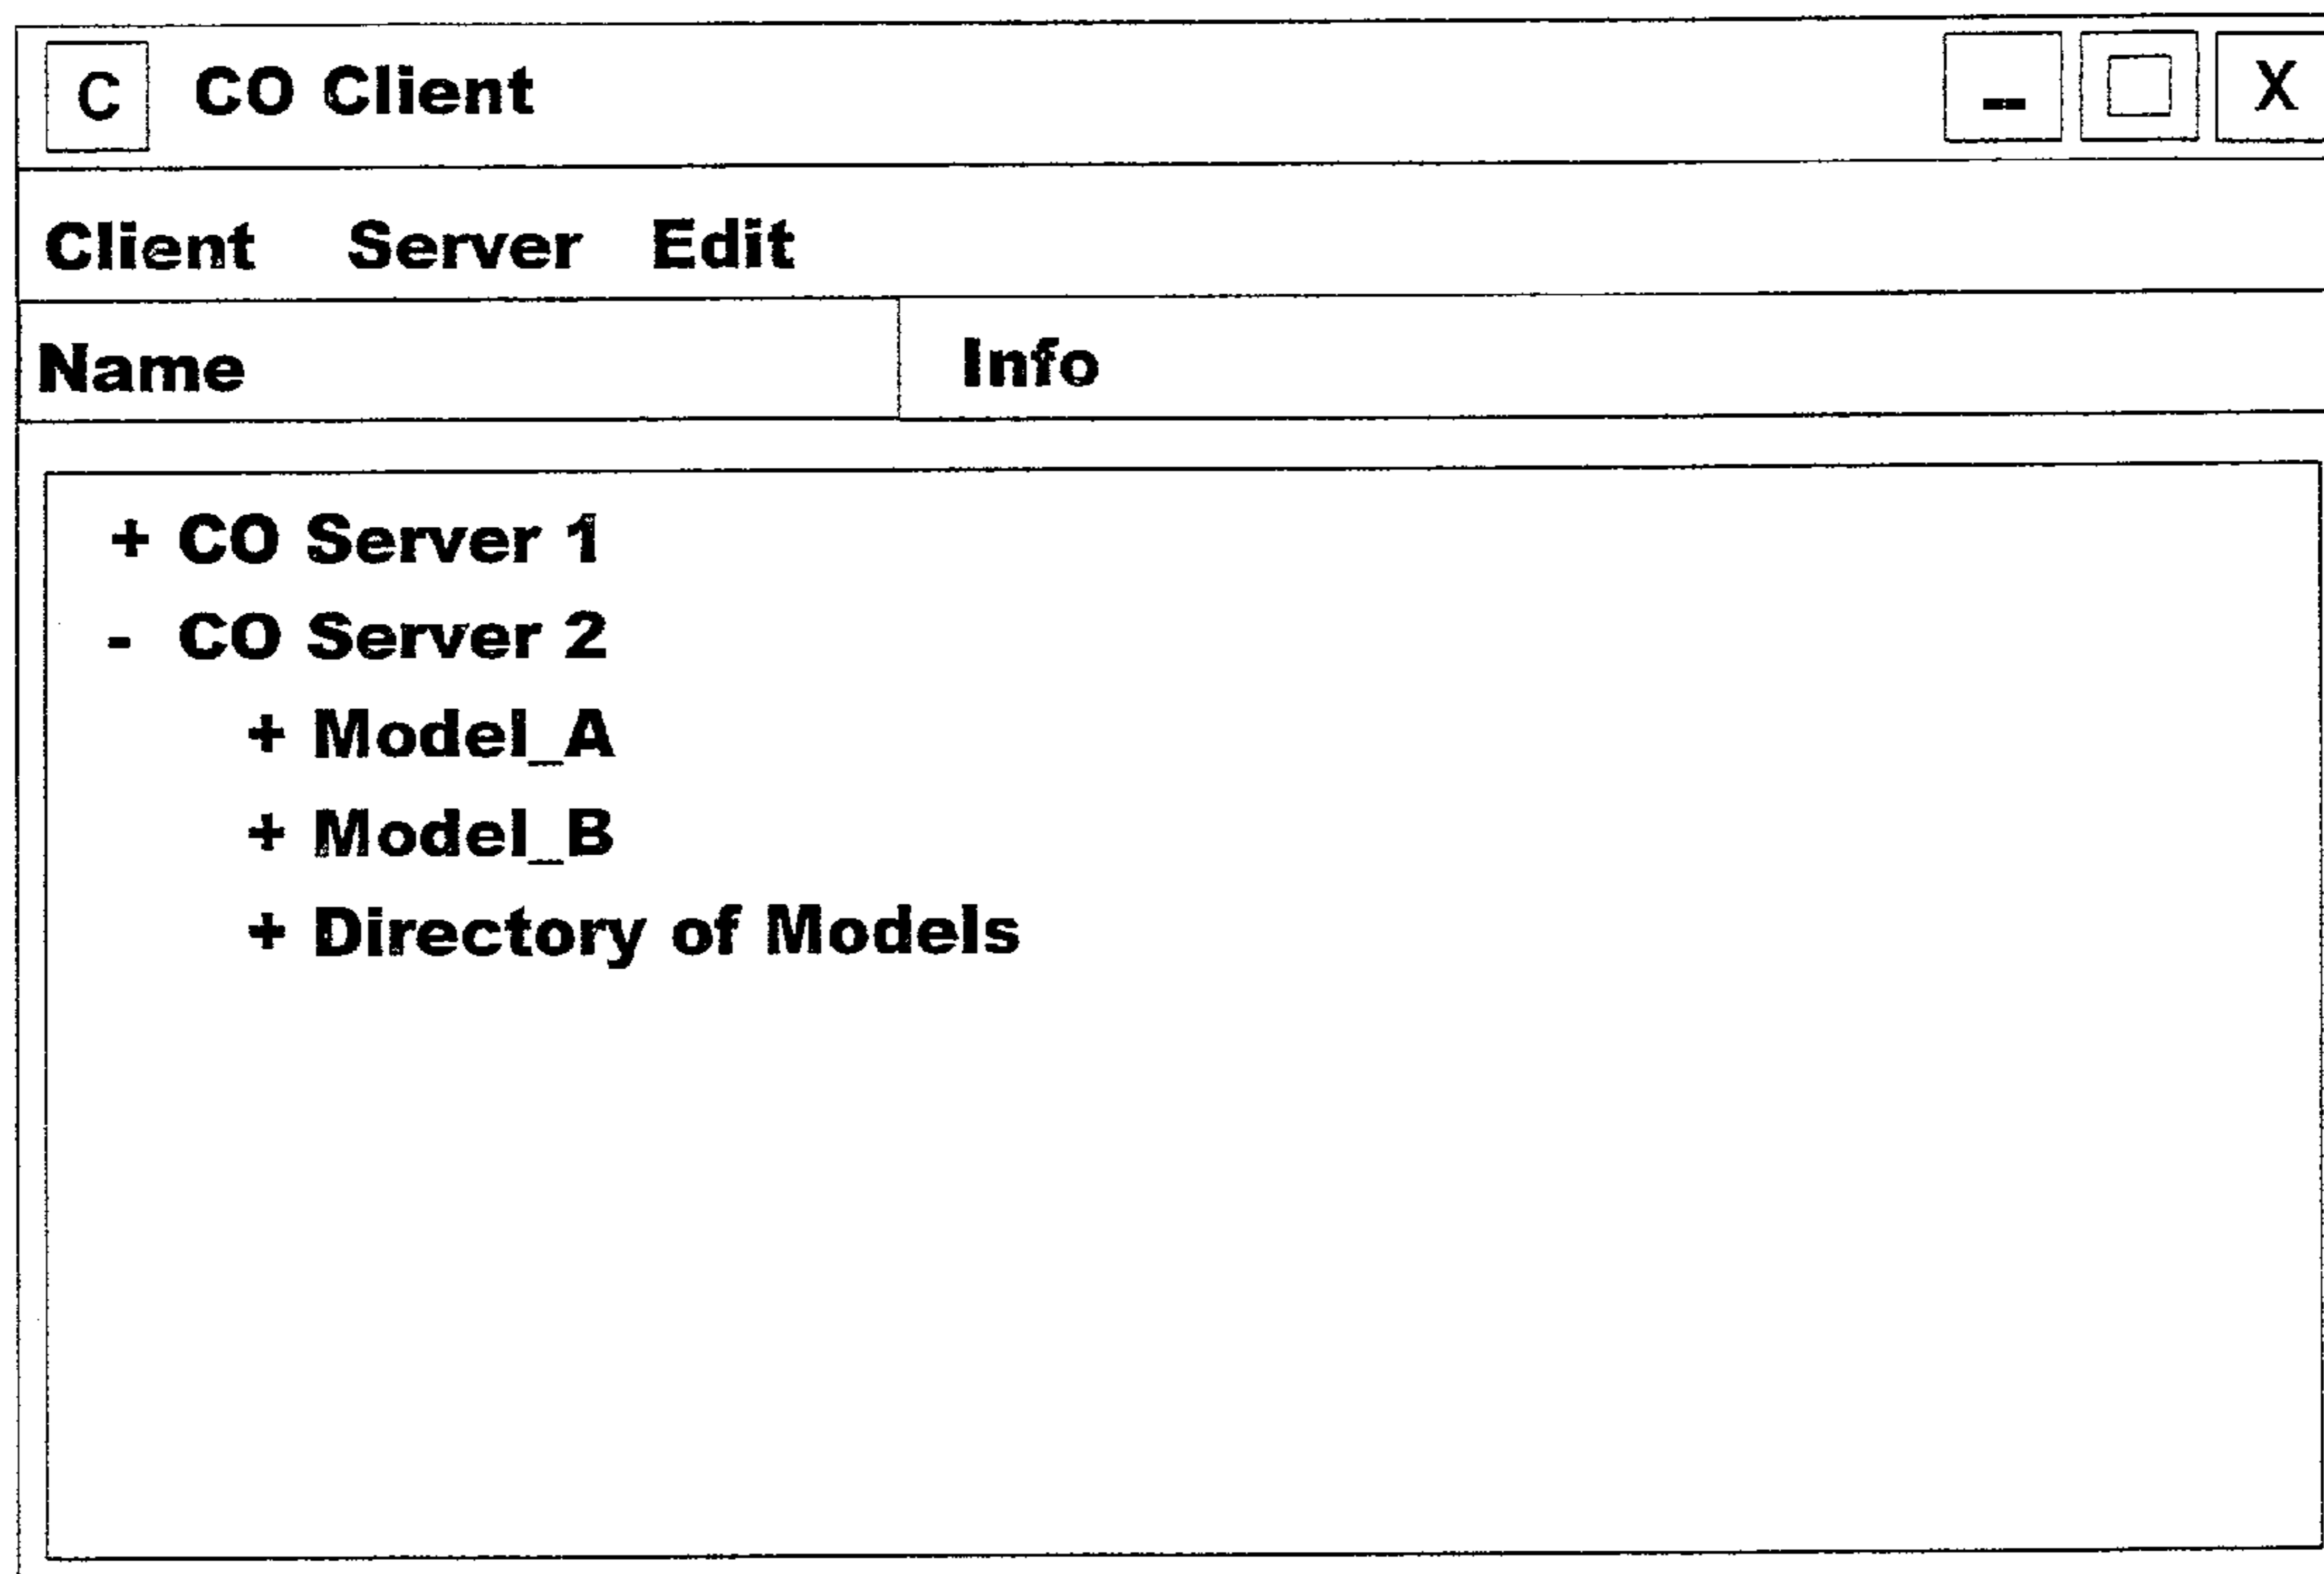 C CO Client -- X
Client Server Edit
Name Info
+ CO Server 1
- CO Server 2
+ Model_A
+ Model_B
+ Directory of Models